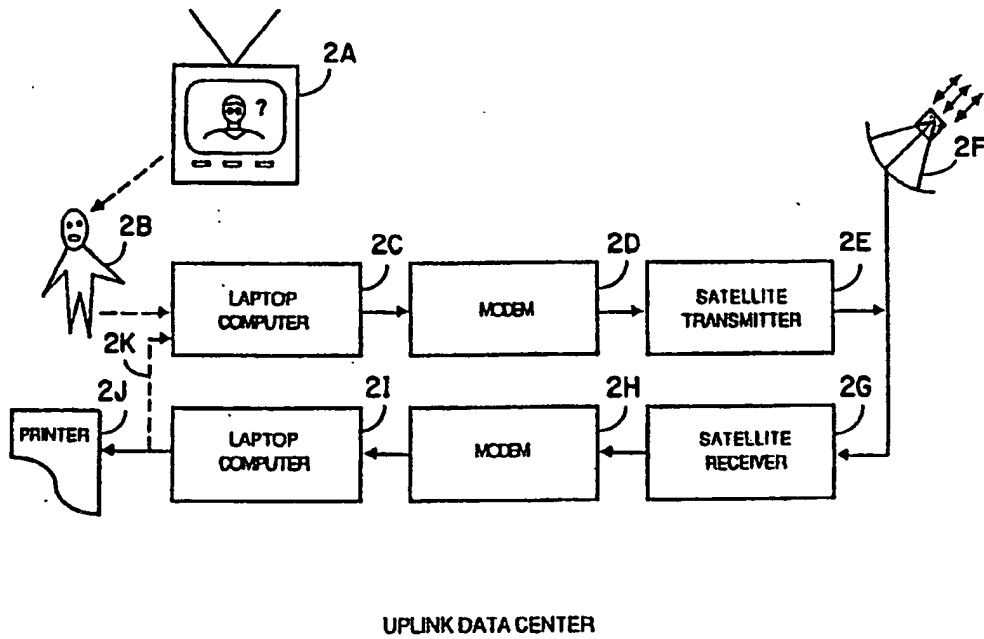 2A
?
2F
2B
2C
2D
2E
LAPTOP
COMPUTER
MODEM
SATELLITE
TRANSMITTER
2K
2J
2I
2H
2G
PRINTER
LAPTOP
COMPUTER
MODEM
SATELLITE
RECEIVER
UPLINK DATA CENTER